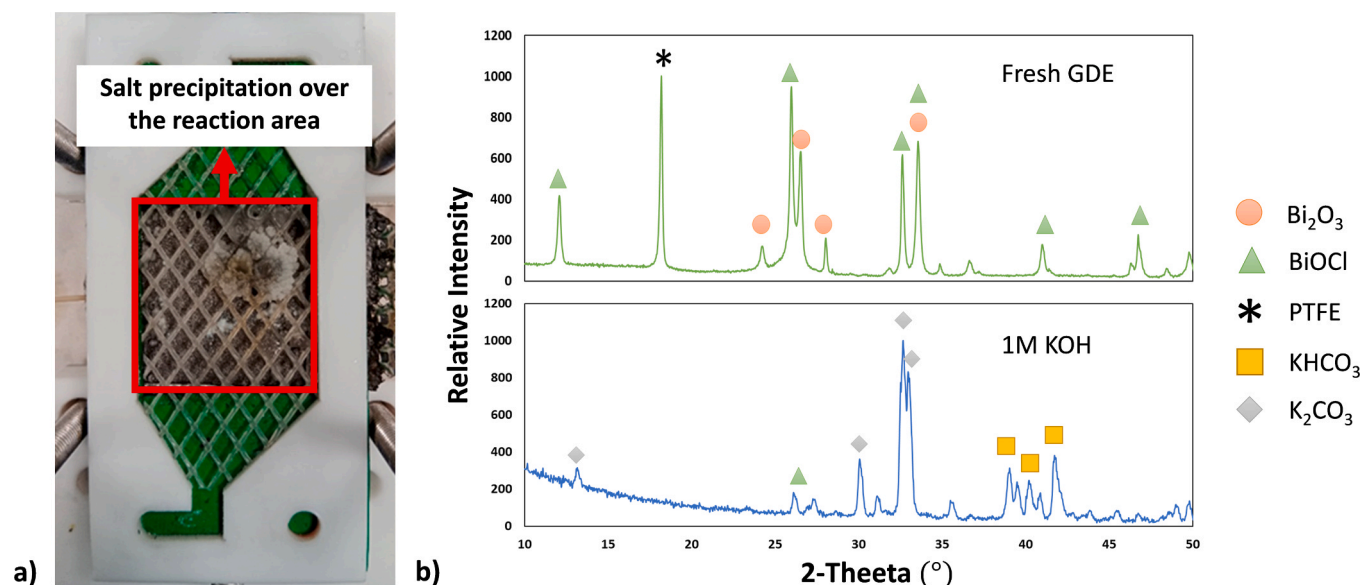 Salt precipitation over
the reaction area
a)
b)
Relative Intensity
1200
1000
800
600
400
200
0
*
Fresh GDE
1200
1000
800
600
400
200
0
1M KOH
10 15 20 25 30 35 40 45 50
2-Theeta (°)
Bi₂O₃
BiOCl
* PTFE
KHCO₃
K₂CO₃